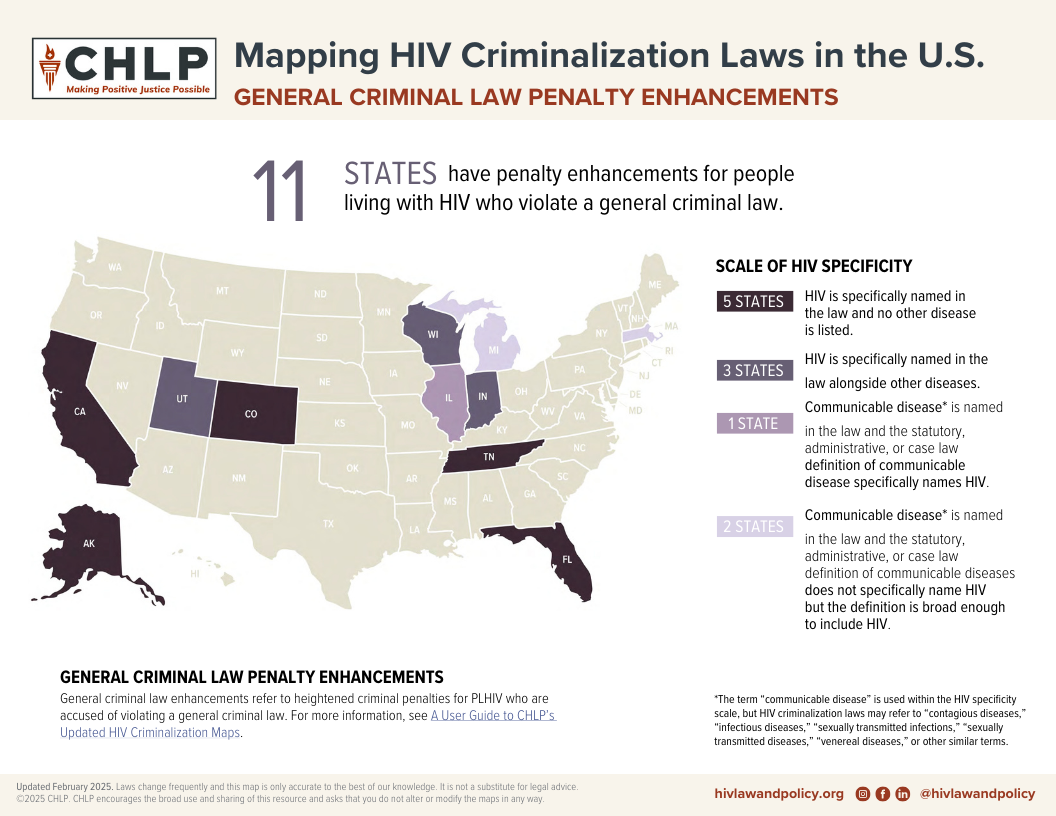 CHLP
Making Positive Justice Possible
Mapping HIV Criminalization Laws in the U.S.
GENERAL CRIMINAL LAW PENALTY ENHANCEMENTS
11 STATES have penalty enhancements for people
living with HIV who violate a general criminal law.
WA
OR
ID
MT
ND
MN
WY
SD
WI
MI
NE
IA
CA
NV
UT
CO
KS
MO
IL
IN
OH
KY
WV
VA
PA
NY
VT
NH
ME
MA
RI
CT
NJ
DE
MD
AZ
NM
OK
AR
TN
NC
SC
MS
AL
GA
TX
LA
FL
AK
HI
SCALE OF HIV SPECIFICITY
5 STATES
HIV is specifically named in
the law and no other disease
is listed.
3 STATES
HIV is specifically named in the
law alongside other diseases.
1 STATE
Communicable disease* is named
in the law and the statutory,
administrative, or case law
definition of communicable
disease specifically names HIV.
2 STATES
Communicable disease* is named
in the law and the statutory,
administrative, or case law
definition of communicable diseases
does not specifically name HIV
but the definition is broad enough
to include HIV.
GENERAL CRIMINAL LAW PENALTY ENHANCEMENTS
General criminal law enhancements refer to heightened criminal penalties for PLHIV who are
accused of violating a general criminal law. For more information, see A User Guide to CHLP's
Updated HIV Criminalization Maps.
*The term “communicable disease” is used within the HIV specificity
scale, but HIV criminalization laws may refer to “contagious diseases,”
“infectious diseases,” “sexually transmitted infections,” “sexually
transmitted diseases,” “venereal diseases,” or other similar terms.
Updated February 2025. Laws change frequently and this map is only accurate to the best of our knowledge. It is not a substitute for legal advice.
©2025 CHLP. CHLP encourages the broad use and sharing of this resource and asks that you do not alter or modify the maps in any way.
hivlawandpolicy.org
@hivlawandpolicy